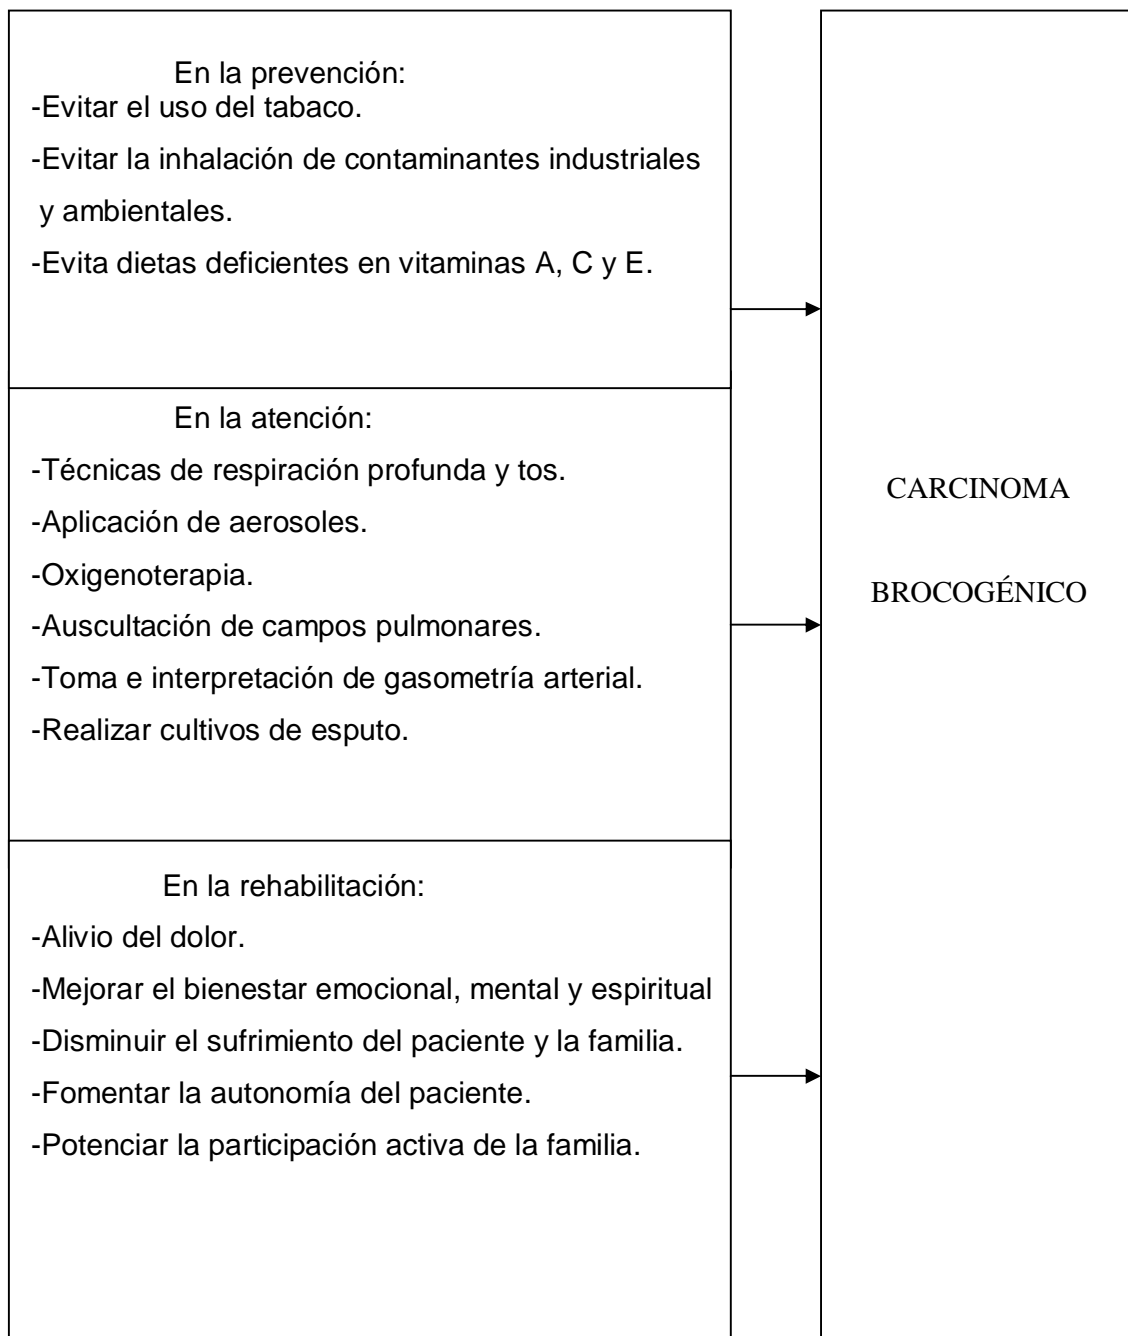 En la prevención:
-Evitar el uso del tabaco.
-Evitar la inhalación de contaminantes industriales
y ambientales.
-Evita dietas deficientes en vitaminas A, C y E.
En la atención:
-Técnicas de respiración profunda y tos.
-Aplicación de aerosoles.
-Oxigenoterapia.
-Auscultación de campos pulmonares.
-Toma e interpretación de gasometría arterial.
-Realizar cultivos de esputo.
En la rehabilitación:
-Alivio del dolor.
-Mejorar el bienestar emocional, mental y espiritual
-Disminuir el sufrimiento del paciente y la familia.
-Fomentar la autonomía del paciente.
-Potenciar la participación activa de la familia.
CARCINOMA
BROCOGÉNICO